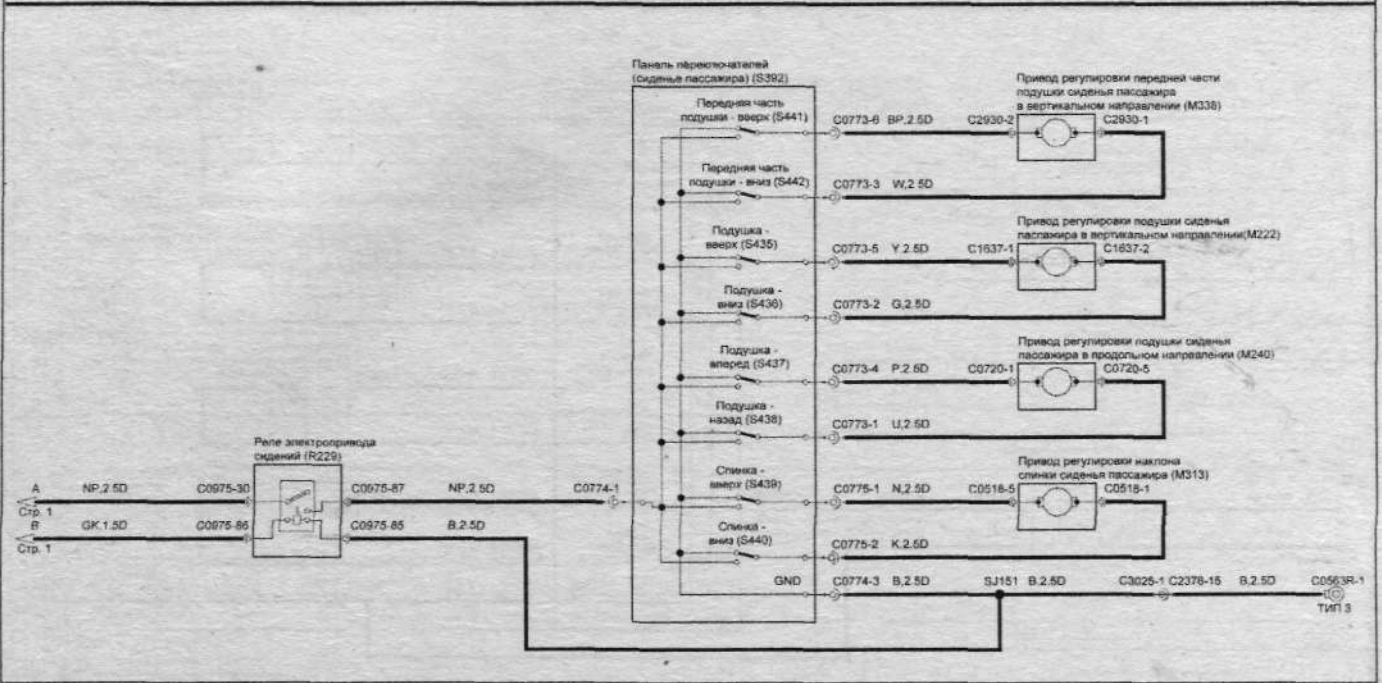 Панель переключателей
(сиденье пассажира) (S392)
Передняя часть
подушки - вверх (S441)
C0773-6 BP,2.5D C2930-2
Привод регулировки передней части
подушки сиденья пассажира
в вертикальном направлении (M338)
C2930-1
Передняя часть
подушки - вниз (S442)
C0773-3 W,2.5D
Подушка -
вверх (S435)
C0773-5 Y,2.5D C1637-1
Привод регулировки подушки сиденья
пассажира в вертикальном направлении(M222)
C1637-2
Подушка -
вниз (S436)
C0773-2 G,2.5D
Подушка -
вперед (S437)
C0773-4 P,2.5D C0720-1
Привод регулировки подушки сиденья
пассажира в продольном направлении (M240)
C0720-5
Подушка -
назад (S438)
C0773-1 U,2.5D
Реле электропривода
сидений (R229)
A NP,2.5D C0975-30
Стр. 1
B GK,1.5D C0975-86
Стр. 1
C0975-87 NP,2.5D C0774-1
C0975-85 B,2.5D
Спинка -
вверх (S439)
C0775-1 N,2.5D C0518-5
Привод регулировки наклона
спинки сиденья пассажира (M313)
C0518-1
Спинка -
вниз (S440)
C0775-2 K,2.5D
GND C0774-3 B,2.5D SJ151 B,2.5D C3025-1 C2378-15 B,2.5D C0563R-1
ТИП 3